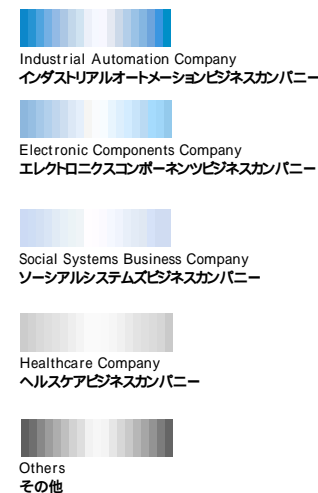 Industrial Automation Company
インダストリアルオートメーションビジネスカンパニー
Electronic Components Company
エレクトロニクスコンポーネンツビジネスカンパニー
Social Systems Business Company
ソーシアルシステムズビジネスカンパニー
Healthcare Company
ヘルスケアビジネスカンパニー
Others
その他